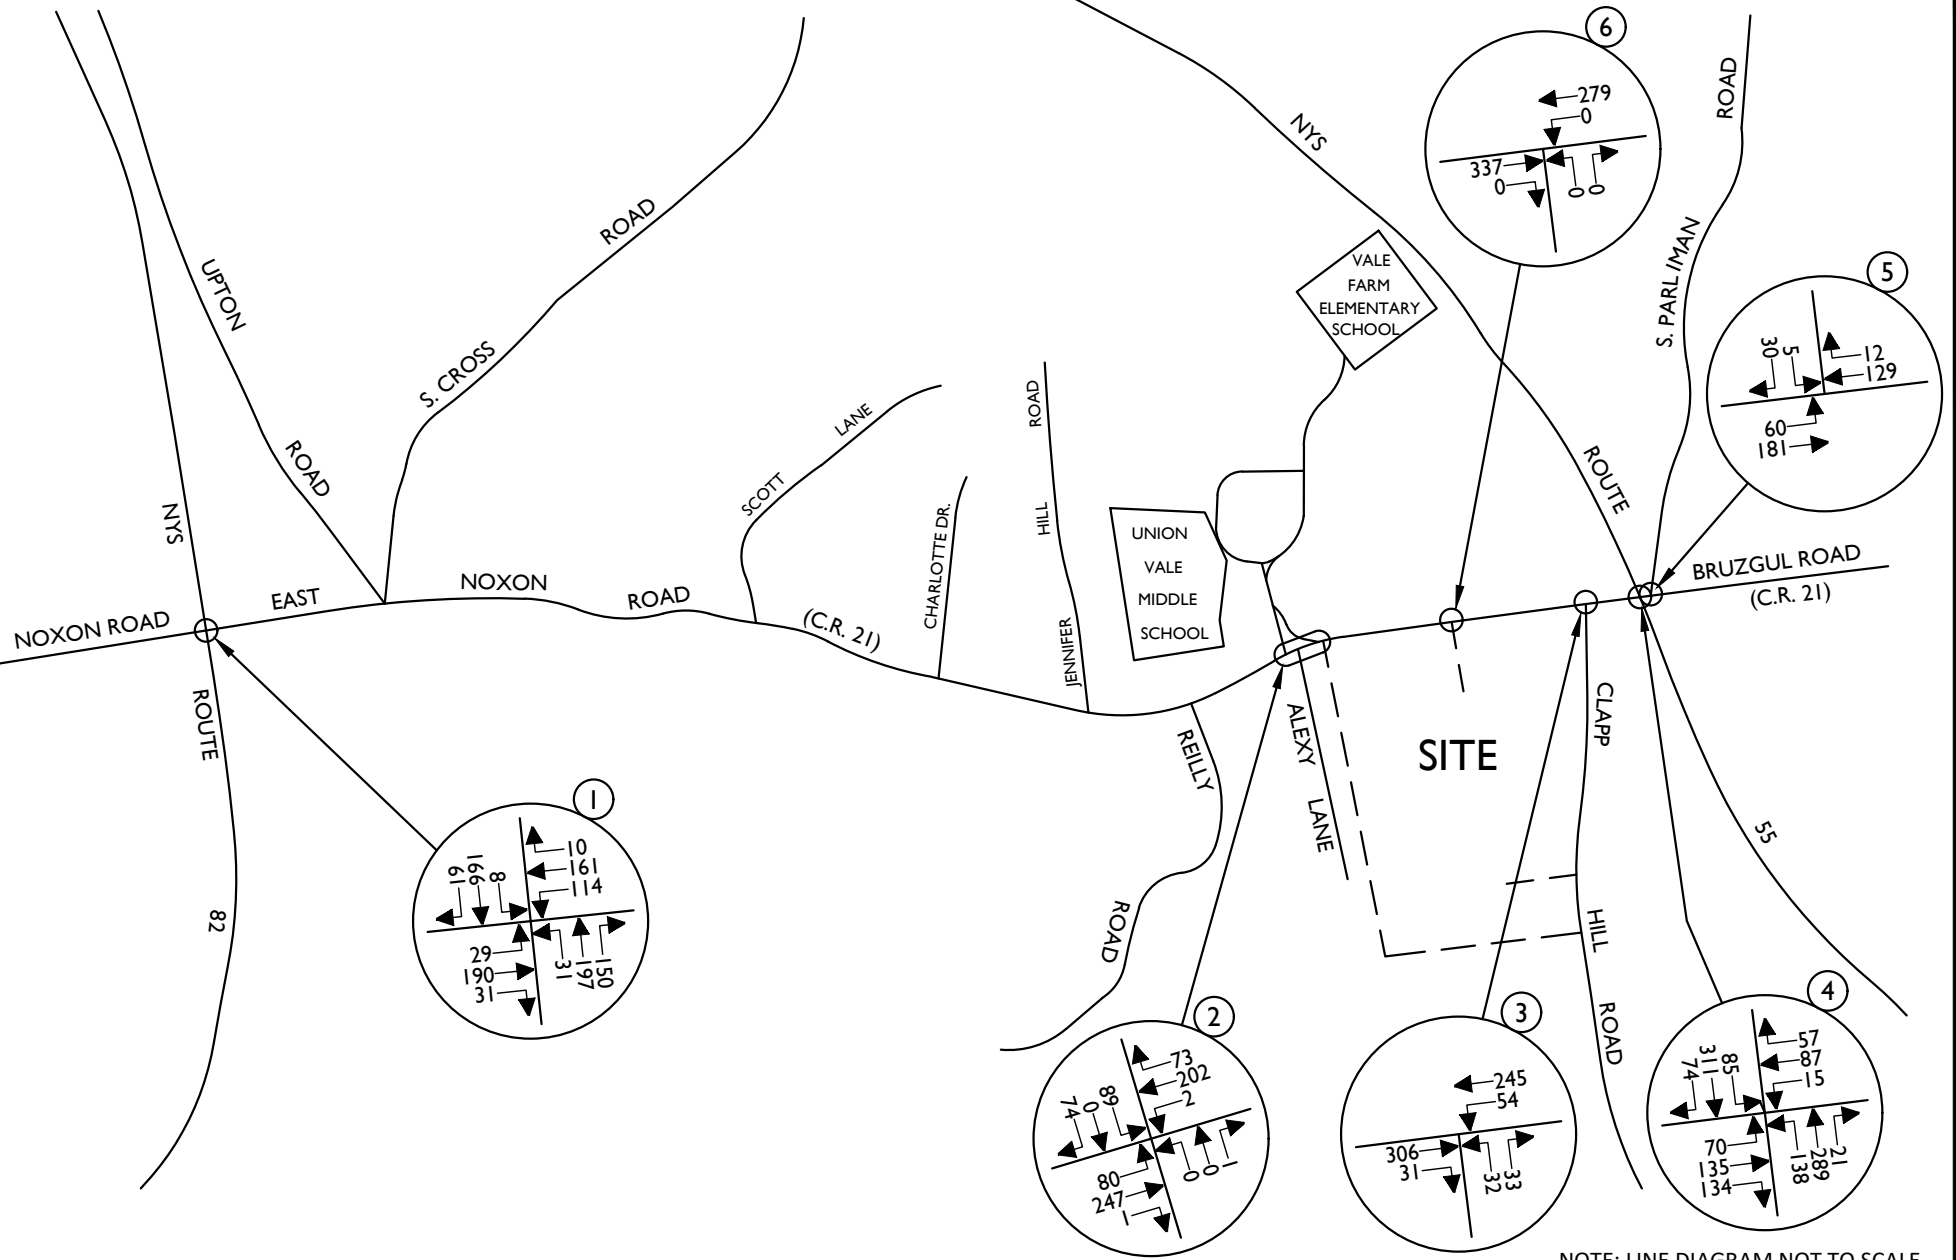 6
279
0
337
0
0
0
NYS
ROAD
S. PARLIMAN
ROAD
UPTON
ROAD
S. CROSS
VALE
FARM
ELEMENTARY
SCHOOL
5
30
5
12
129
60
181
ROAD
LANE
SCOTT
CHARLOTTE DR.
ROAD
HILL
JENNIFER
UNION
VALE
MIDDLE
SCHOOL
ROUTE
BRUZGUL ROAD
(C.R. 21)
NYS
NOXON ROAD
EAST
NOXON
ROAD
(C.R. 21)
ROUTE
82
REILLY
ROAD
ALEXY
LANE
SITE
CLAPP
HILL
ROAD
55
1
61
166
8
10
161
114
29
190
31
31
197
150
2
74
0
89
73
202
2
80
247
1
0
0
1
3
245
54
306
31
32
33
4
74
311
85
57
87
15
70
135
134
138
289
21
NOTE: LINE DIAGRAM NOT TO SCALE